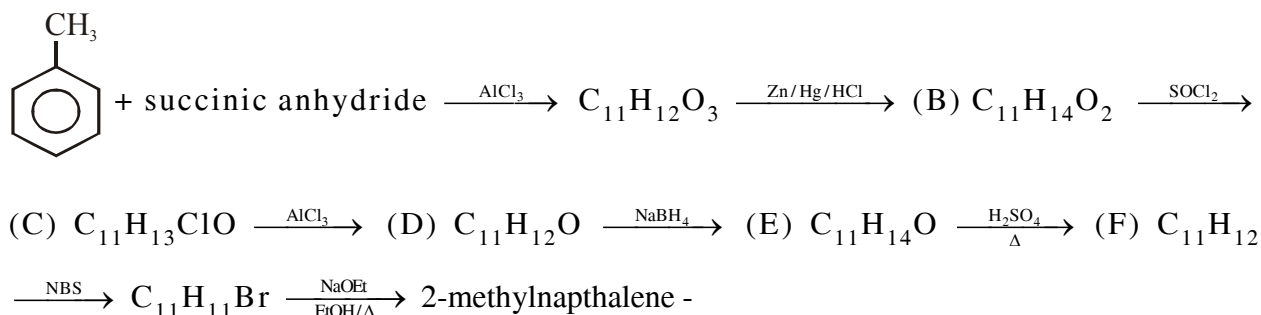 CH₃
+ succinic anhydride AlCl₃ → C₁₁H₁₂O₃ Zn/Hg/HCl → (B) C₁₁H₁₄O₂ SOCl₂ →
(C) C₁₁H₁₃ClO AlCl₃ → (D) C₁₁H₁₂O NaBH₄ → (E) C₁₁H₁₄O H₂SO₄ Δ → (F) C₁₁H₁₂
NBS → C₁₁H₁₁Br NaOEt EtOH/Δ → 2-methylnapthalene -